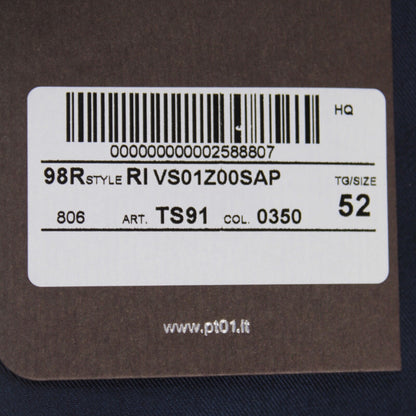 HQ
000000000002588807
98R STYLE RI VS01Z00SAP TG/SIZE
806 ART. TS91 COL. 0350 52
www.pt01.it